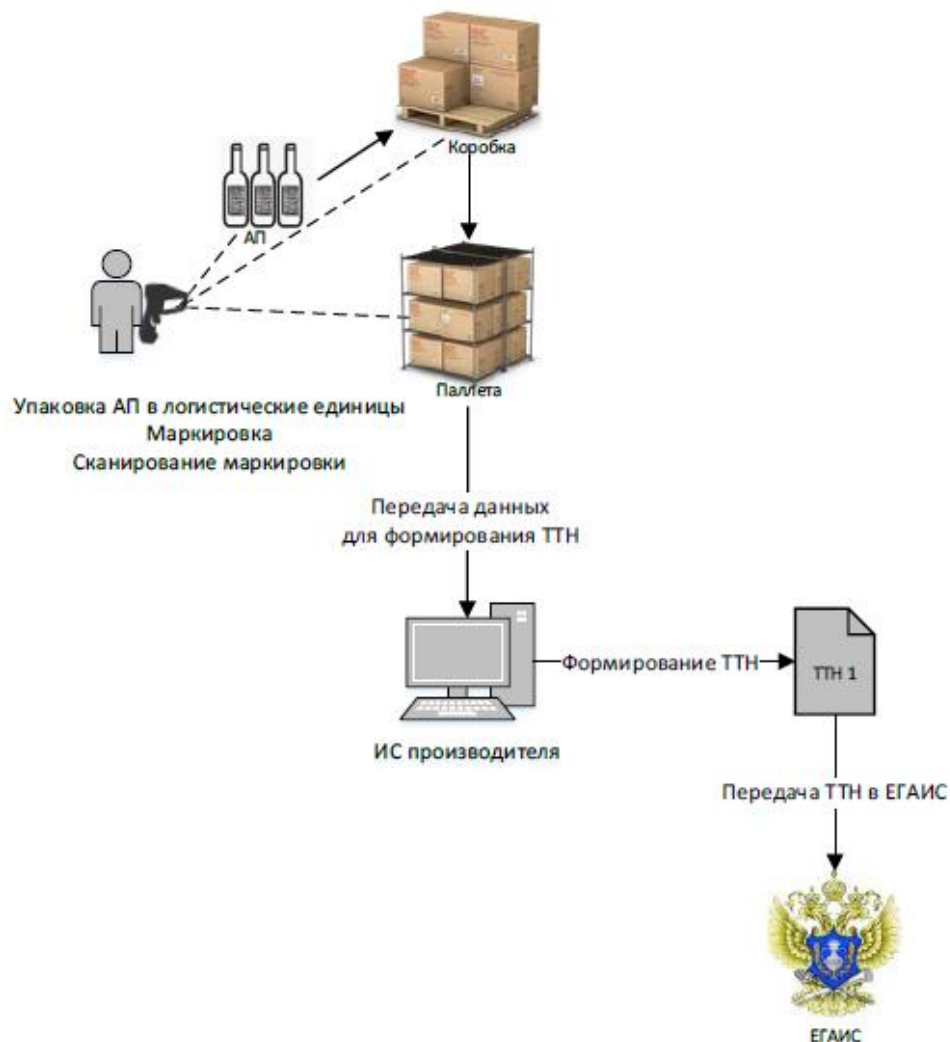 Коробка
АП
Паллета
Упаковка АП в логистические единицы
Маркировка
Сканирование маркировки
Передача данных
для формирования ТТН
Формирование ТТН
ТТН 1
ИС производителя
Передача ТТН в ЕГАИС
ЕГАИС